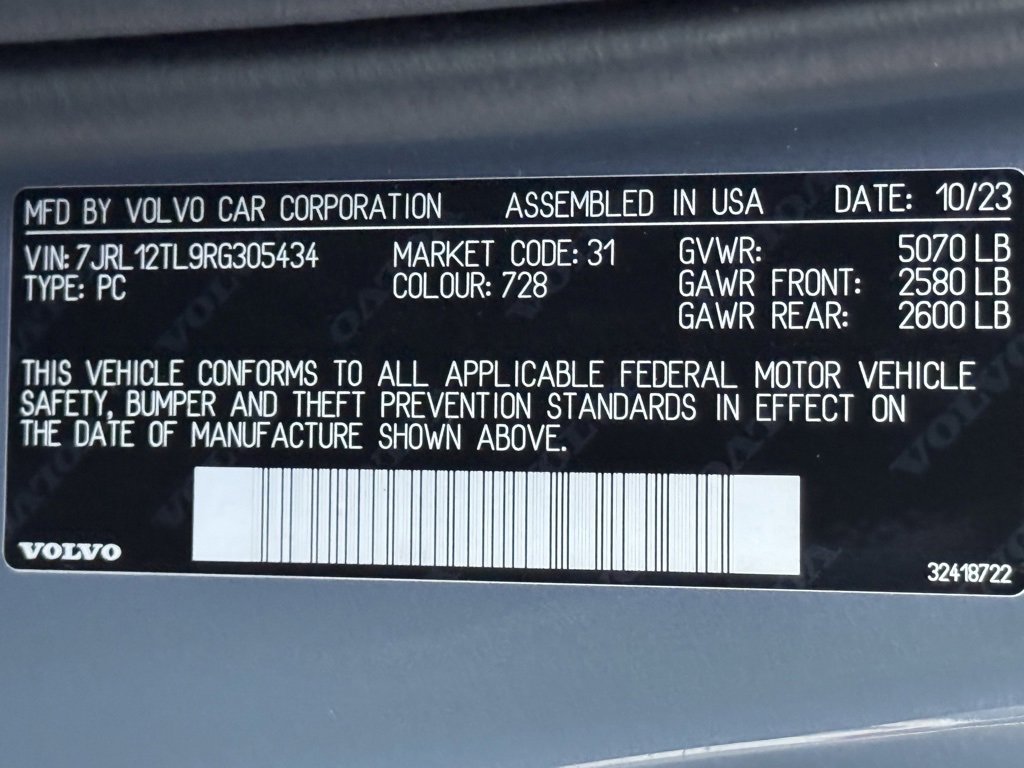 MFD BY VOLVO CAR CORPORATION ASSEMBLED IN USA DATE: 10/23
VIN: 7JRL12TL9RG305434 MARKET CODE: 31 GVWR: 5070 LB
TYPE: PC COLOUR: 728 GAWR FRONT: 2580 LB
GAWR REAR: 2600 LB
THIS VEHICLE CONFORMS TO ALL APPLICABLE FEDERAL MOTOR VEHICLE
SAFETY, BUMPER AND THEFT PREVENTION STANDARDS IN EFFECT ON
THE DATE OF MANUFACTURE SHOWN ABOVE.
VOLVO
32418722